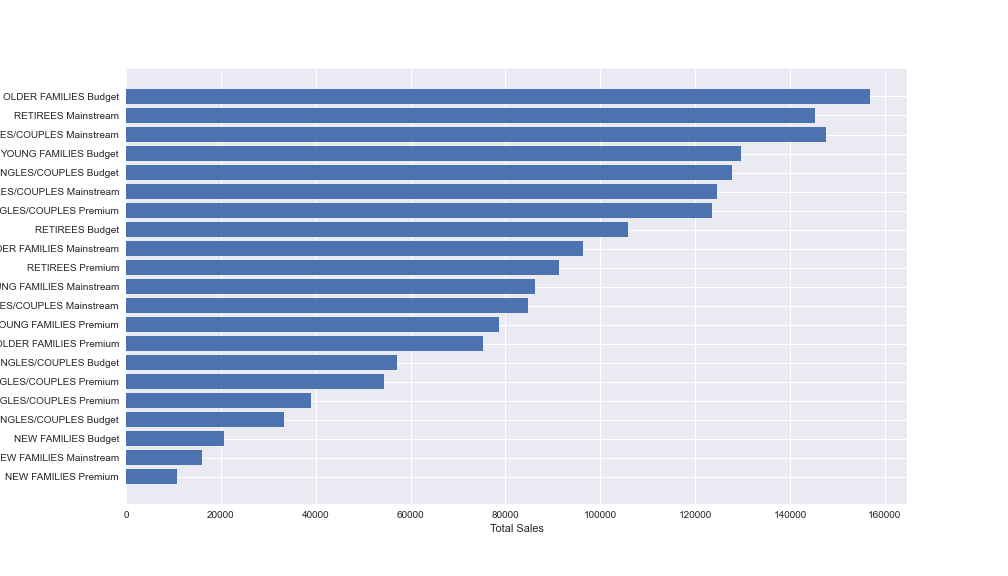 OLDER FAMILIES Budget
RETIREES Mainstream
ES/COUPLES Mainstream
YOUNG FAMILIES Budget
NGLES/COUPLES Budget
ES/COUPLES Mainstream
GLES/COUPLES Premium
RETIREES Budget
DER FAMILIES Mainstream
RETIREES Premium
UNG FAMILIES Mainstream
ES/COUPLES Mainstream
OUNG FAMILIES Premium
OLDER FAMILIES Premium
NGLES/COUPLES Budget
GLES/COUPLES Premium
GLES/COUPLES Premium
NGLES/COUPLES Budget
NEW FAMILIES Budget
EW FAMILIES Mainstream
NEW FAMILIES Premium
0 20000 40000 60000 80000 100000 120000 140000 160000
Total Sales